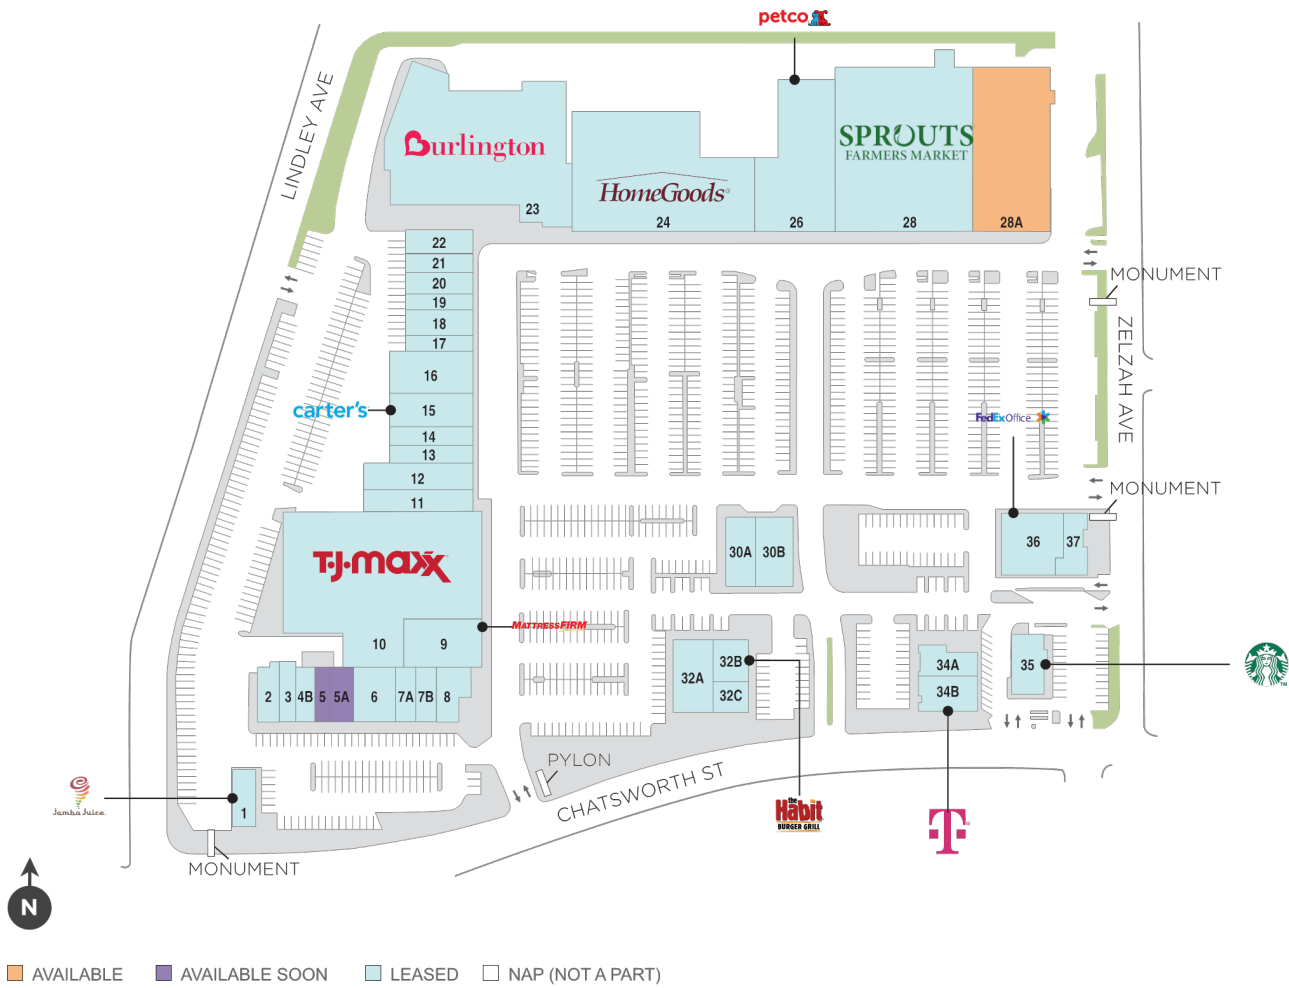 petco
LINDLEY AVE
Burlington
SPROUTS
FARMERS MARKET
HomeGoods
23
24
26
28
28A
22
21
20
19
18
17
16
carter's
15
14
13
12
11
MONUMENT
ZELZAH AVE
FedEx Office
MONUMENT
T·J·maxx
30A
30B
36
37
MATTRESS FIRM
10
9
32A
32B
32C
34A
34B
35
2
3
4B
5
5A
6
7A
7B
8
PYLON
CHATSWORTH ST
Jamba Juice
1
the
Habit
BURGER GRILL
T
MONUMENT
N
AVAILABLE
AVAILABLE SOON
LEASED
NAP (NOT A PART)